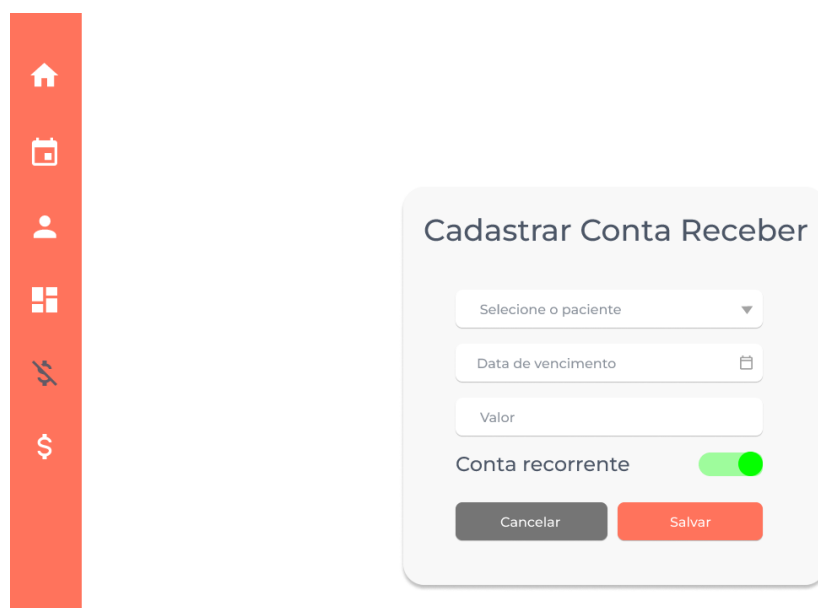 Cadastrar Conta Receber
Selecione o paciente
Data de vencimento
Valor
Conta recorrente
Cancelar
Salvar